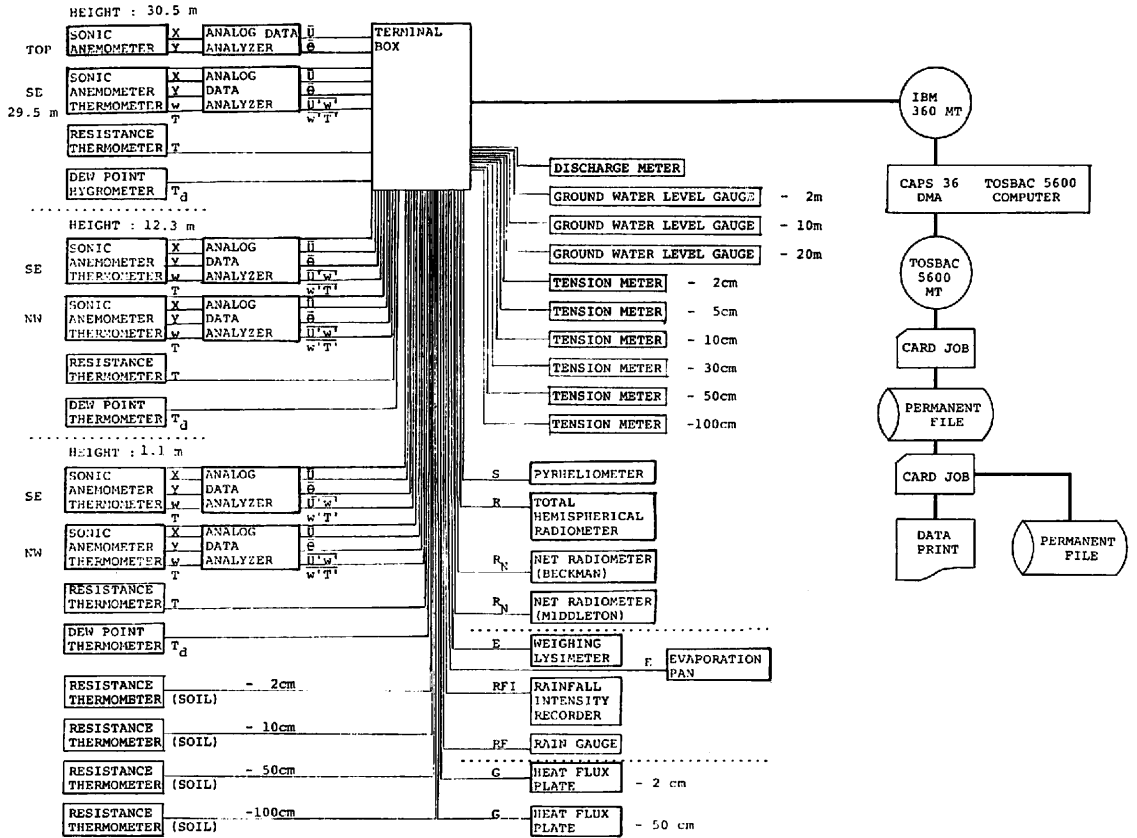 HEIGHT : 30.5 m
TOP
SONIC ANEMOMETER
X
Y
ANALOG DATA ANALYZER
U̅
θ̅
TERMINAL BOX
SE 29.5 m
SONIC ANEMOMETER THERMOMETER
X
Y
w
T
ANALOG DATA ANALYZER
U̅
θ̅
U'w'
w'T'
RESISTANCE THERMOMETER
T
DEW POINT HYGROMETER
Td
HEIGHT : 12.3 m
SE
SONIC ANEMOMETER THERMOMETER
X
Y
w
T
ANALOG DATA ANALYZER
U̅
θ̅
U'w'
w'T'
NW
SONIC ANEMOMETER THERMOMETER
X
Y
w
T
ANALOG DATA ANALYZER
U̅
θ̅
U'w'
w'T'
RESISTANCE THERMOMETER
T
DEW POINT THERMOMETER
Td
HEIGHT : 1.1 m
SE
SONIC ANEMOMETER THERMOMETER
X
Y
w
T
ANALOG DATA ANALYZER
U̅
θ̅
U'w'
w'T'
NW
SONIC ANEMOMETER THERMOMETER
X
Y
w
T
ANALOG DATA ANALYZER
U̅
θ̅
U'w'
w'T'
RESISTANCE THERMOMETER
T
DEW POINT THERMOMETER
Td
RESISTANCE THERMOMETER (SOIL) - 2cm
RESISTANCE THERMOMETER (SOIL) - 10cm
RESISTANCE THERMOMETER (SOIL) - 50cm
RESISTANCE THERMOMETER (SOIL) -100cm
DISCHARGE METER
GROUND WATER LEVEL GAUGE - 2m
GROUND WATER LEVEL GAUGE - 10m
GROUND WATER LEVEL GAUGE - 20m
TENSION METER - 2cm
TENSION METER - 5cm
TENSION METER - 10cm
TENSION METER - 30cm
TENSION METER - 50cm
TENSION METER -100cm
S PYRHELIOMETER
R TOTAL HEMISPHERICAL RADIOMETER
RN NET RADIOMETER (BECKMAN)
RN NET RADIOMETER (MIDDLETON)
E WEIGHING LYSIMETER
E EVAPORATION PAN
RFI RAINFALL INTENSITY RECORDER
RF RAIN GAUGE
G HEAT FLUX PLATE - 2 cm
G HEAT FLUX PLATE - 50 cm
IBM 360 MT
CAPS 36 DMA
TOSBAC 5600 COMPUTER
TOSBAC 5600 MT
CARD JOB
PERMANENT FILE
CARD JOB
DATA PRINT
PERMANENT FILE